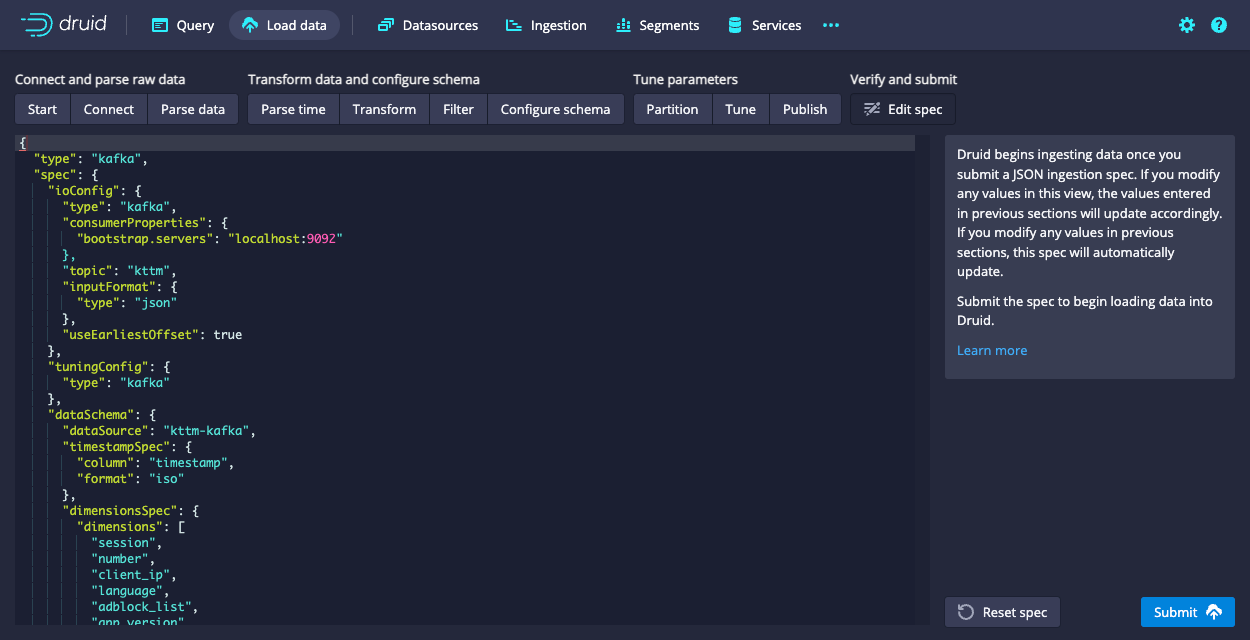 druid Query Load data Datasources Ingestion Segments Services
Connect and parse raw data Transform data and configure schema Tune parameters Verify and submit
Start Connect Parse data Parse time Transform Filter Configure schema Partition Tune Publish Edit spec
{
"type": "kafka",
"spec": {
"ioConfig": {
"type": "kafka",
"consumerProperties": {
"bootstrap.servers": "localhost:9092"
},
"topic": "kttm",
"inputFormat": {
"type": "json"
},
"useEarliestOffset": true
},
"tuningConfig": {
"type": "kafka"
},
"dataSchema": {
"dataSource": "kttm-kafka",
"timestampSpec": {
"column": "timestamp",
"format": "iso"
},
"dimensionsSpec": {
"dimensions": [
"session",
"number",
"client_ip",
"language",
"adblock_list",
"app_version"
Druid begins ingesting data once you
submit a JSON ingestion spec. If you modify
any values in this view, the values entered
in previous sections will update accordingly.
If you modify any values in previous
sections, this spec will automatically
update.
Submit the spec to begin loading data into
Druid.
Learn more
Reset spec Submit